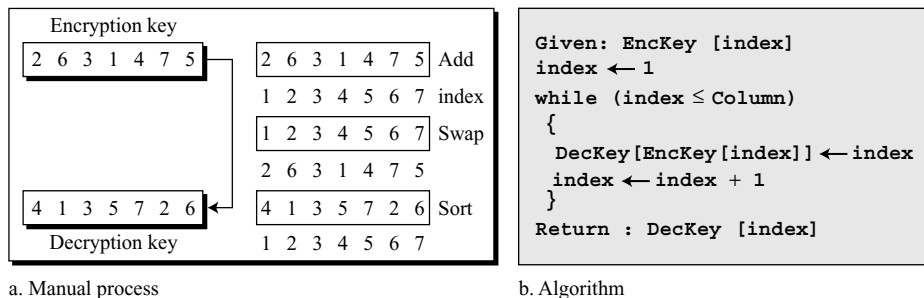 Encryption key
2 6 3 1 4 7 5
2 6 3 1 4 7 5 Add
1 2 3 4 5 6 7 index
1 2 3 4 5 6 7 Swap
2 6 3 1 4 7 5
4 1 3 5 7 2 6
4 1 3 5 7 2 6 Sort
Decryption key
1 2 3 4 5 6 7
a. Manual process
Given: EncKey [index]
index ← 1
while (index ≤ Column)
{
DecKey[EncKey[index]] ← index
index ← index + 1
}
Return : DecKey [index]
b. Algorithm